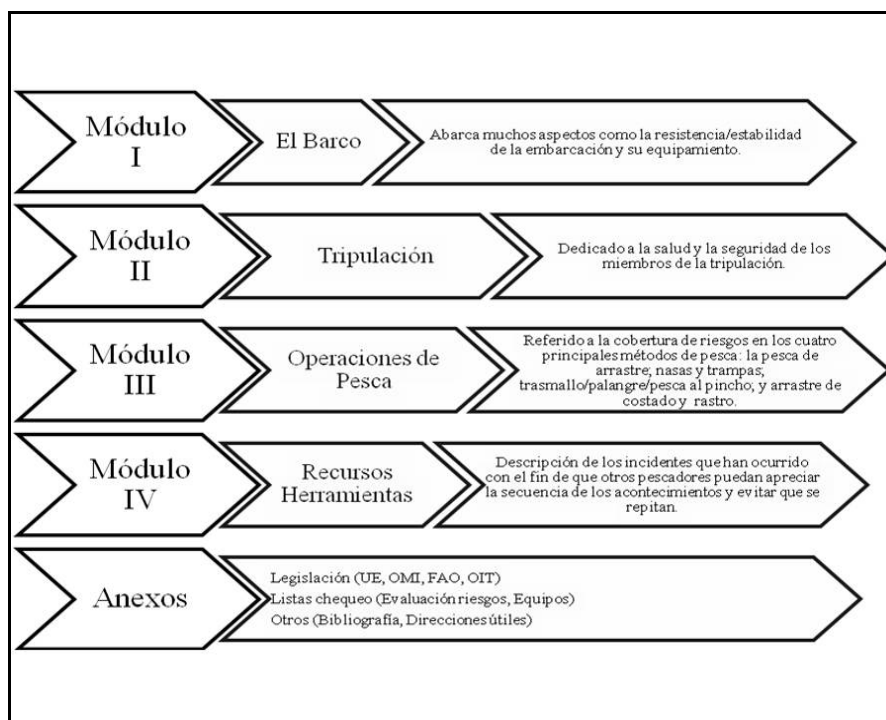 Módulo
I
El Barco
Abarca muchos aspectos como la resistencia/estabilidad
de la embarcación y su equipamiento.
Módulo
II
Tripulación
Dedicado a la salud y la seguridad de los
miembros de la tripulación.
Módulo
III
Operaciones de
Pesca
Referido a la cobertura de riesgos en los cuatro
principales métodos de pesca: la pesca de
arrastre; nasas y trampas;
trasmallo/palangre/pesca al pincho; y arrastre de
costado y rastro.
Módulo
IV
Recursos
Herramientas
Descripción de los incidentes que han ocurrido
con el fin de que otros pescadores puedan apreciar
la secuencia de los acontecimientos y evitar que se
repitan.
Anexos
Legislación (UE, OMI, FAO, OIT)
Listas chequeo (Evaluación riesgos, Equipos)
Otros (Bibliografía, Direcciones útiles)